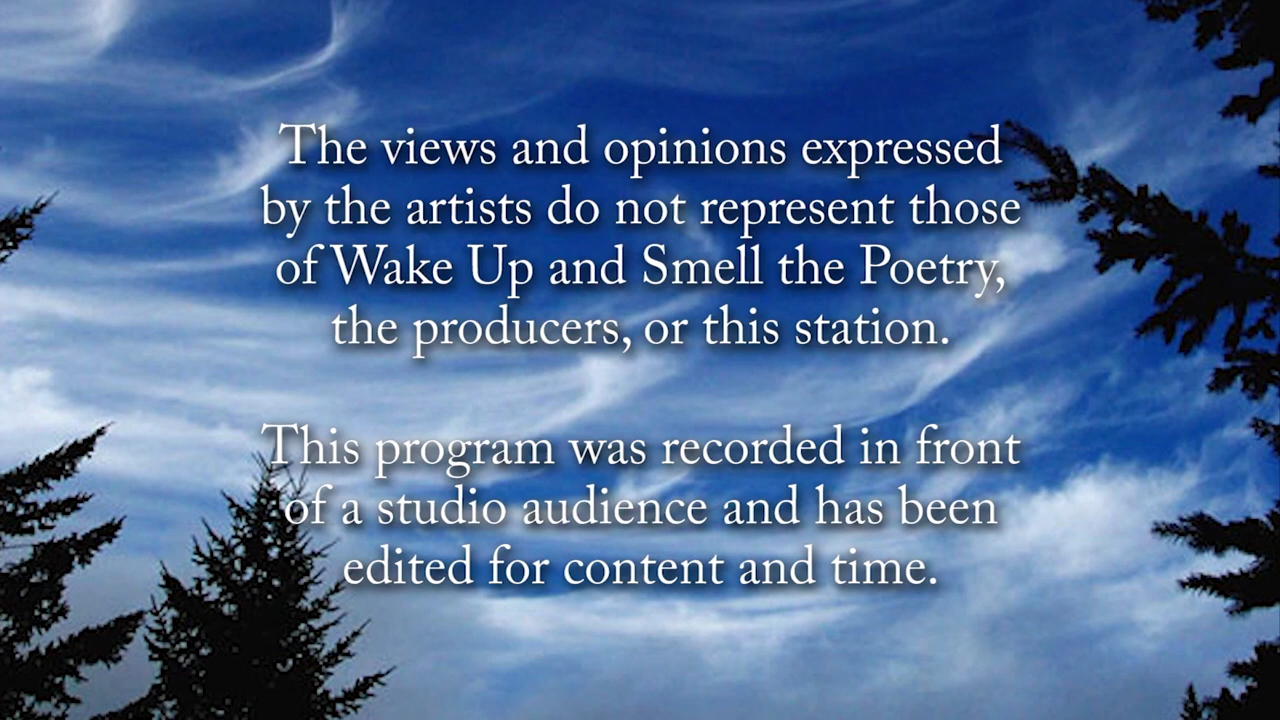 The views and opinions expressed
by the artists do not represent those
of Wake Up and Smell the Poetry,
the producers, or this station.
This program was recorded in front
of a studio audience and has been
edited for content and time.